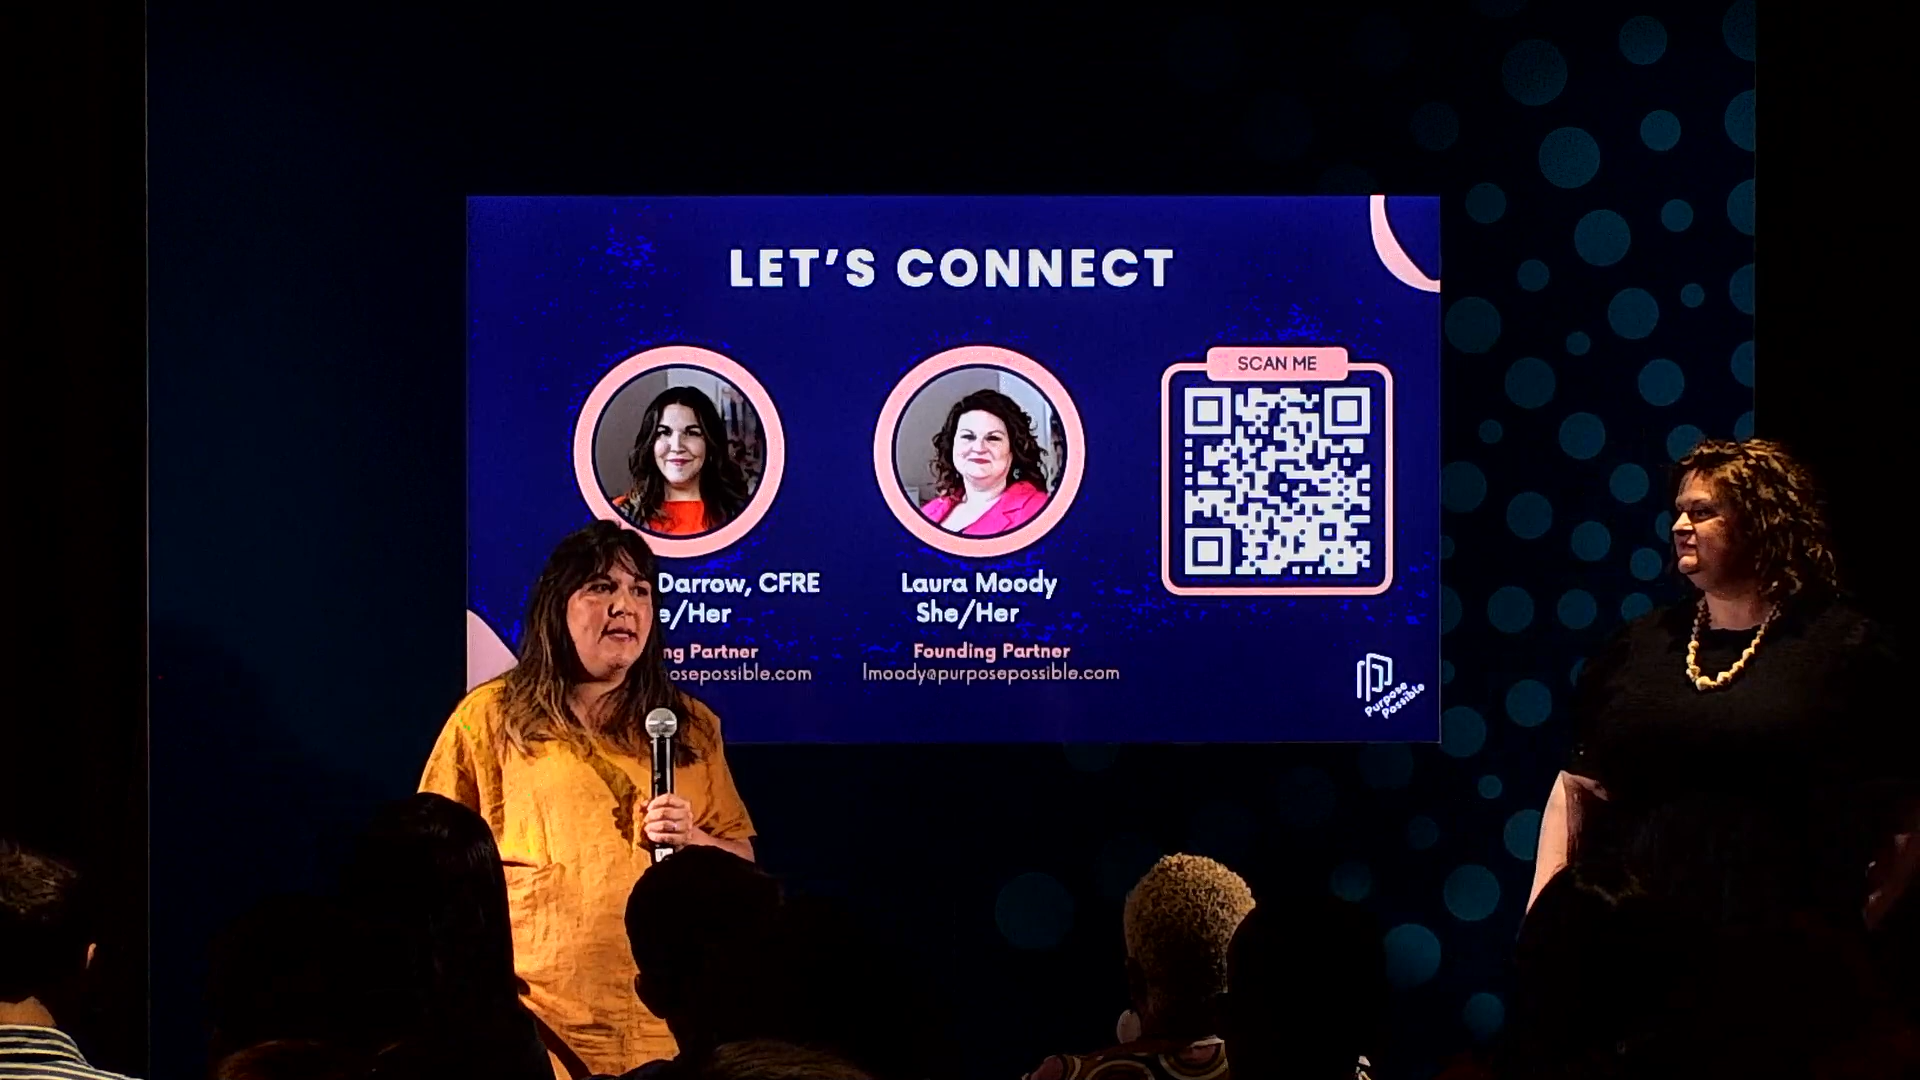 LET'S CONNECT
SCAN ME
Darrow, CFRE
e/Her
ng Partner
osepossible.com
Laura Moody
She/Her
Founding Partner
lmoody@purposepossible.com
Purpose
Possible